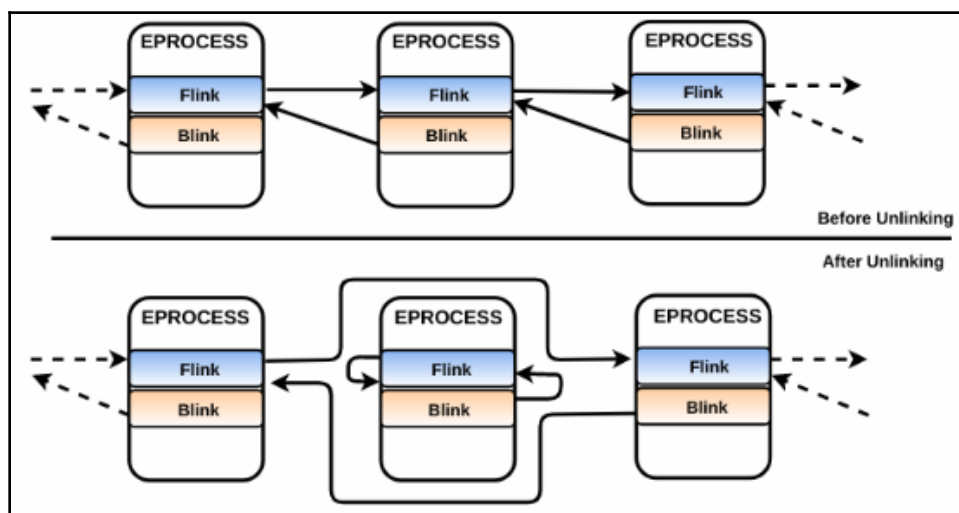 EPROCESS EPROCESS EPROCESS
Flink Flink Flink
Blink Blink Blink
Before Unlinking
After Unlinking
EPROCESS EPROCESS EPROCESS
Flink Flink Flink
Blink Blink Blink